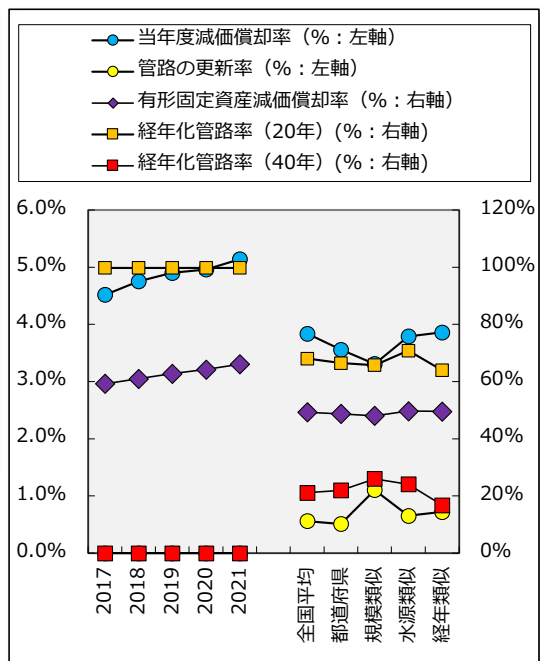 当年度減価償却率（%：左軸）
管路の更新率（%：左軸）
有形固定資産減価償却率（%：右軸）
経年化管路率（20年）(%：右軸)
経年化管路率（40年）(%：右軸)
6.0%
5.0%
4.0%
3.0%
2.0%
1.0%
0.0%
120%
100%
80%
60%
40%
20%
0%
2017
2018
2019
2020
2021
全国平均
都道府県
規模類似
水源類似
経年類似